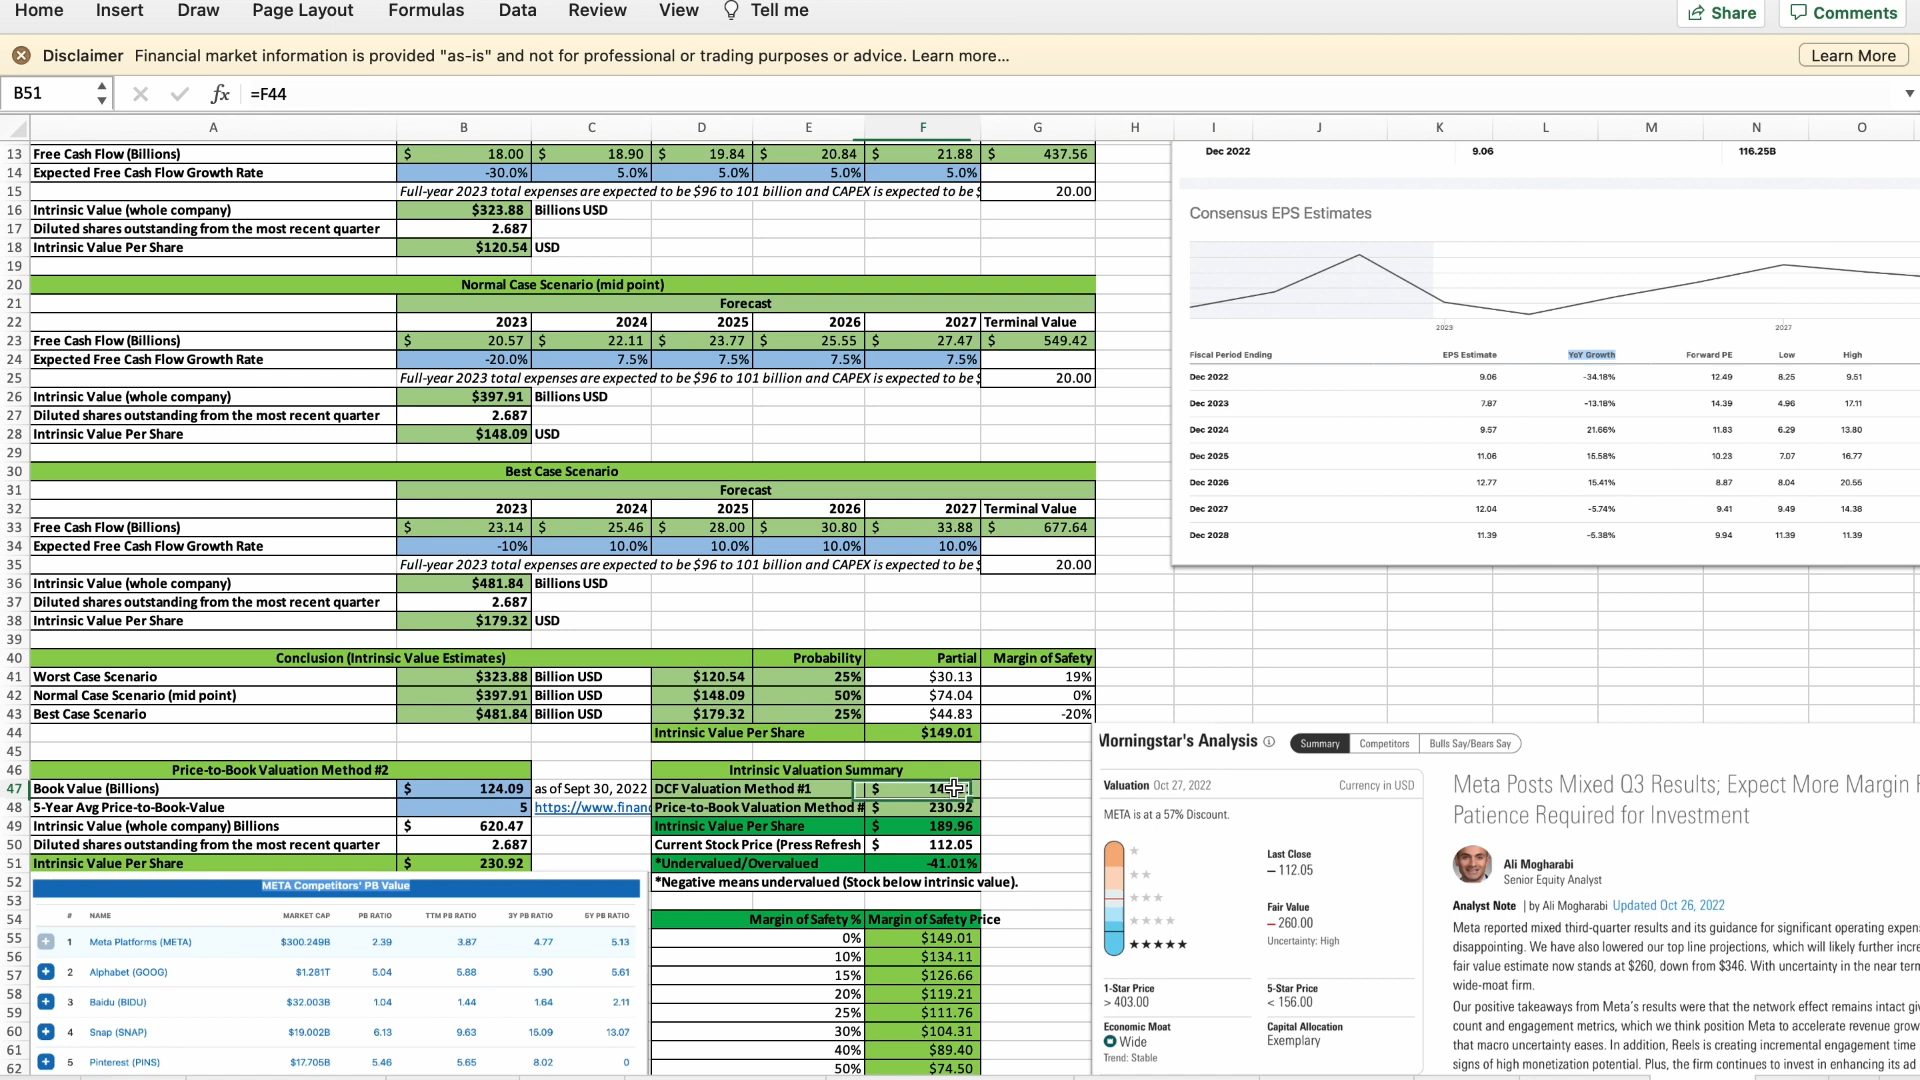 Home Insert Draw Page Layout Formulas Data Review View Tell me Share Comments
Disclaimer Financial market information is provided "as-is" and not for professional or trading purposes or advice. Learn more... Learn More
B51 fx =F44
A B C D E F G H I J K L M N O
13 Free Cash Flow (Billions) $ 18.00 $ 18.90 $ 19.84 $ 20.84 $ 21.88 $ 437.56
14 Expected Free Cash Flow Growth Rate -30.0% 5.0% 5.0% 5.0% 5.0%
15 Full-year 2023 total expenses are expected to be $96 to 101 billion and CAPEX is expected to be $ 20.00
16 Intrinsic Value (whole company) $323.88 Billions USD
17 Diluted shares outstanding from the most recent quarter 2.687
18 Intrinsic Value Per Share $120.54 USD
19
20 Normal Case Scenario (mid point)
21 Forecast
22 2023 2024 2025 2026 2027 Terminal Value
23 Free Cash Flow (Billions) $ 20.57 $ 22.11 $ 23.77 $ 25.55 $ 27.47 $ 549.42
24 Expected Free Cash Flow Growth Rate -20.0% 7.5% 7.5% 7.5% 7.5%
25 Full-year 2023 total expenses are expected to be $96 to 101 billion and CAPEX is expected to be $ 20.00
26 Intrinsic Value (whole company) $397.91 Billions USD
27 Diluted shares outstanding from the most recent quarter 2.687
28 Intrinsic Value Per Share $148.09 USD
29
30 Best Case Scenario
31 Forecast
32 2023 2024 2025 2026 2027 Terminal Value
33 Free Cash Flow (Billions) $ 23.14 $ 25.46 $ 28.00 $ 30.80 $ 33.88 $ 677.64
34 Expected Free Cash Flow Growth Rate -10% 10.0% 10.0% 10.0% 10.0%
35 Full-year 2023 total expenses are expected to be $96 to 101 billion and CAPEX is expected to be $ 20.00
36 Intrinsic Value (whole company) $481.84 Billions USD
37 Diluted shares outstanding from the most recent quarter 2.687
38 Intrinsic Value Per Share $179.32 USD
39
40 Conclusion (Intrinsic Value Estimates) Probability Partial Margin of Safety
41 Worst Case Scenario $323.88 Billion USD $120.54 25% $30.13 19%
42 Normal Case Scenario (mid point) $397.91 Billion USD $148.09 50% $74.04 0%
43 Best Case Scenario $481.84 Billion USD $179.32 25% $44.83 -20%
44 Intrinsic Value Per Share $149.01
45
46 Price-to-Book Valuation Method #2 Intrinsic Valuation Summary
47 Book Value (Billions) $ 124.09 as of Sept 30, 2022 DCF Valuation Method #1 $ 14
48 5-Year Avg Price-to-Book-Value 5 https://www.finan Price-to-Book Valuation Method # $ 230.92
49 Intrinsic Value (whole company) Billions $ 620.47 Intrinsic Value Per Share $ 189.96
50 Diluted shares outstanding from the most recent quarter 2.687 Current Stock Price (Press Refresh $ 112.05
51 Intrinsic Value Per Share $ 230.92 *Undervalued/Overvalued -41.01%
52 *Negative means undervalued (Stock below intrinsic value).
53
54 Margin of Safety % Margin of Safety Price
55 0% $149.01
56 10% $134.11
57 15% $126.66
58 20% $119.21
59 25% $111.76
60 30% $104.31
61 40% $89.40
62 50% $74.50
META Competitors' PB Value
# NAME MARKET CAP PB RATIO TTM PB RATIO 3Y PB RATIO 5Y PB RATIO
1 Meta Platforms (META) $300.249B 2.39 3.87 4.77 5.13
2 Alphabet (GOOG) $1.281T 5.04 5.88 5.90 5.61
3 Baidu (BIDU) $32.003B 1.04 1.44 1.64 2.11
4 Snap (SNAP) $19.002B 6.13 9.63 15.09 13.07
5 Pinterest (PINS) $17.705B 5.46 5.65 8.02 0
Dec 2022 9.06 116.25B
Consensus EPS Estimates
2023 2027
Fiscal Period Ending EPS Estimate YoY Growth Forward PE Low High
Dec 2022 9.06 -34.18% 12.49 8.25 9.51
Dec 2023 7.87 -13.18% 14.39 4.96 17.11
Dec 2024 9.57 21.66% 11.83 6.29 13.80
Dec 2025 11.06 15.58% 10.23 7.07 16.77
Dec 2026 12.77 15.41% 8.87 8.04 20.55
Dec 2027 12.04 -5.74% 9.41 9.49 14.38
Dec 2028 11.39 -5.38% 9.94 11.39 11.39
Morningstar's Analysis Summary Competitors Bulls Say/Bears Say
Valuation Oct 27, 2022 Currency in USD
META is at a 57% Discount.
Last Close
112.05
Fair Value
260.00
Uncertainty: High
1-Star Price 5-Star Price
> 403.00 < 156.00
Economic Moat Capital Allocation
Wide Exemplary
Trend: Stable
Meta Posts Mixed Q3 Results; Expect More Margin
Patience Required for Investment
Ali Mogharabi
Senior Equity Analyst
Analyst Note | by Ali Mogharabi Updated Oct 26, 2022
Meta reported mixed third-quarter results and its guidance for significant operating expen
disappointing. We have also lowered our top line projections, which will likely further incre
fair value estimate now stands at $260, down from $346. With uncertainty in the near term
wide-moat firm.
Our positive takeaways from Meta's results were that the network effect remains intact gi
count and engagement metrics, which we think position Meta to accelerate revenue grow
that macro uncertainty eases. In addition, Reels is creating incremental engagement time
signs of high monetization potential. Plus, the firm continues to invest in enhancing its ad